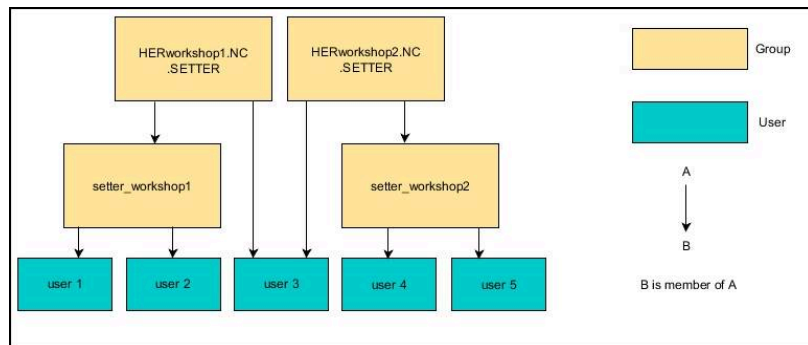 HERworkshop1.NC
.SETTER
HERworkshop2.NC
.SETTER
Group
User
setter_workshop1
setter_workshop2
A
B
user 1
user 2
user 3
user 4
user 5
B is member of A